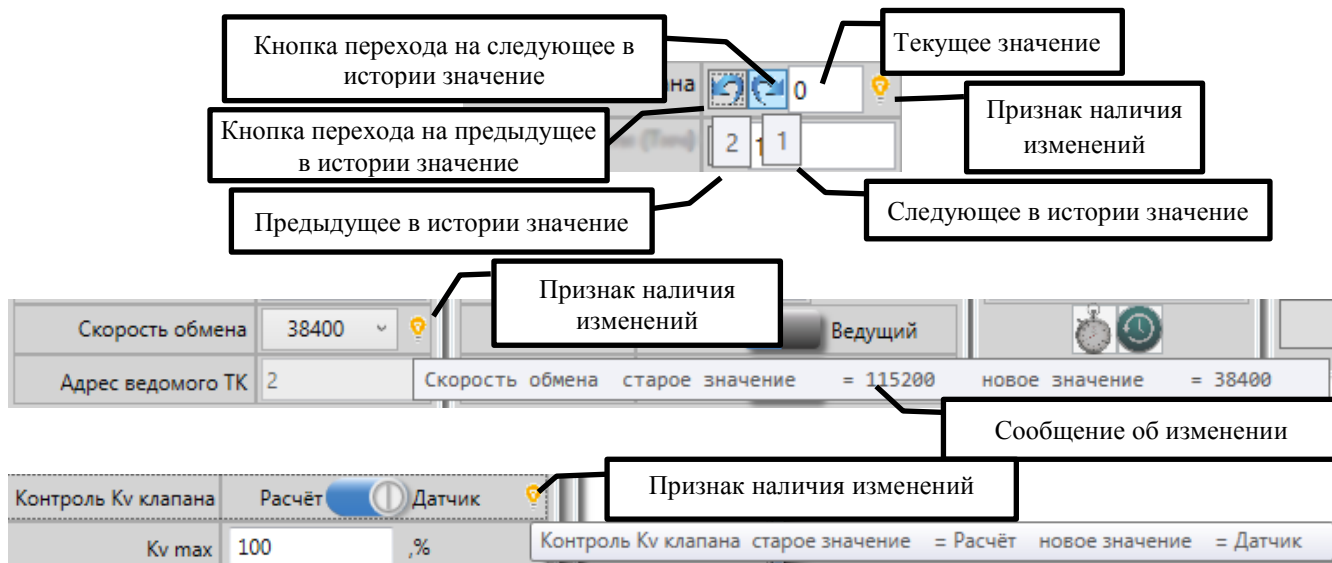 Кнопка перехода на следующее в
истории значение
Текущее значение
на
0
Признак наличия
изменений
Кнопка перехода на предыдущее
в истории значение
2
1
1
Предыдущее в истории значение
Следующее в истории значение
Признак наличия
изменений
Скорость обмена
38400
Ведущий
Адрес ведомого ТК
2
Скорость обмена старое значение = 115200 новое значение = 38400
Сообщение об изменении
Признак наличия изменений
Контроль Kv клапана
Расчёт
Датчик
Kv max
100
,%
Контроль Kv клапана старое значение = Расчёт новое значение = Датчик